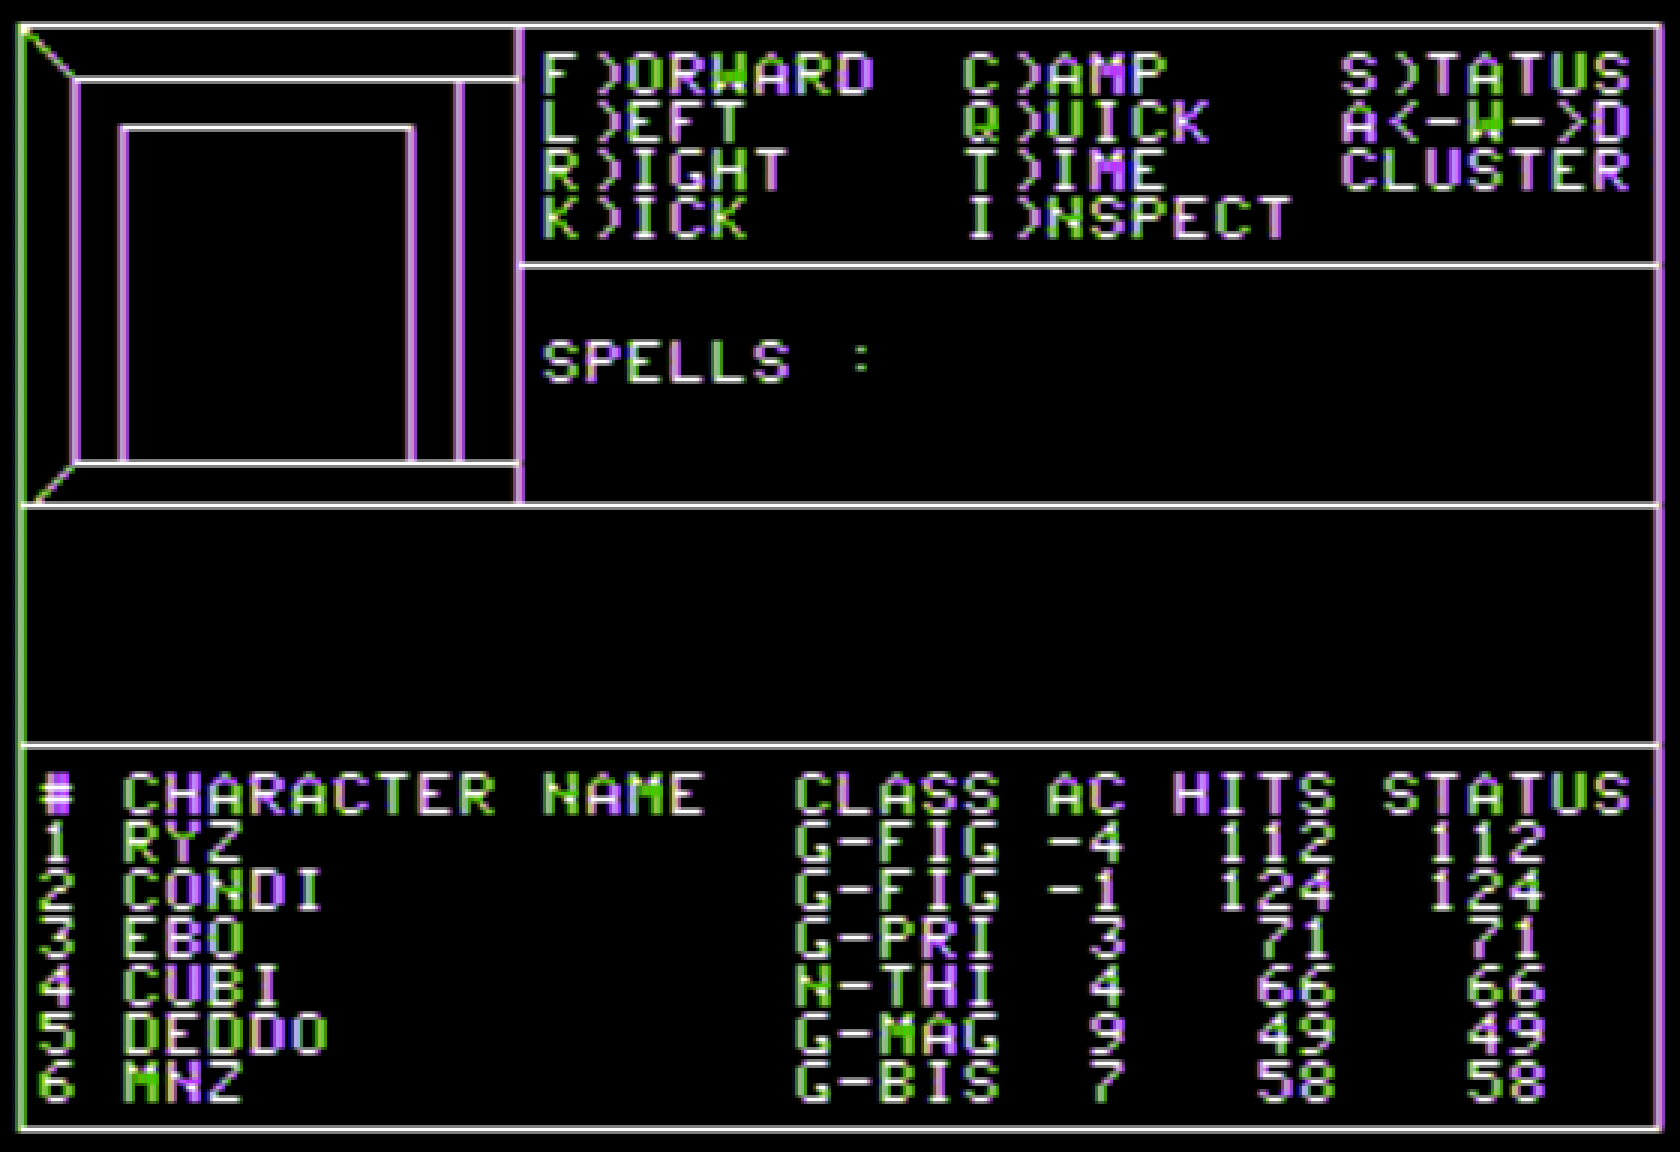 F)ORWARD C)AMP S)TATUS
L)EFT Q)UICK A<-W->D
R)IGHT T)IME CLUSTER
K)ICK I)NSPECT
SPELLS :
# CHARACTER NAME CLASS AC HITS STATUS
1 RYZ G-FIG -4 112 112
2 CONDI G-FIG -1 124 124
3 EBO G-PRI 3 71 71
4 CUBI N-THI 4 66 66
5 DEDDO G-MAG 9 49 49
6 MNZ G-BIS 7 58 58